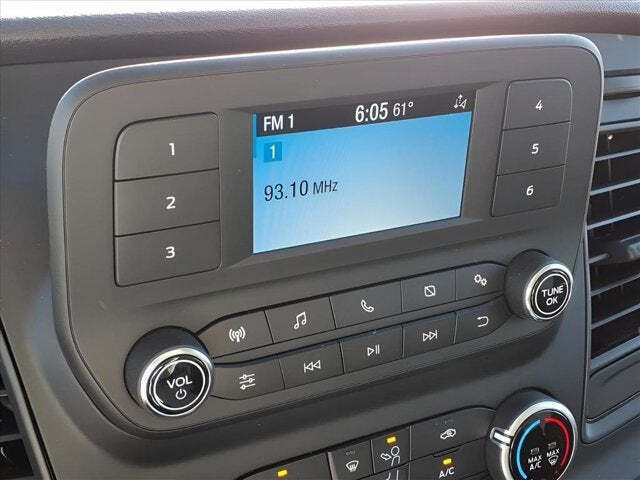 FM 1 6:05 61°
1
93.10 MHz
1
2
3
4
5
6
TUNE
OK
VOL
A/C
MAX
A/C
MAX